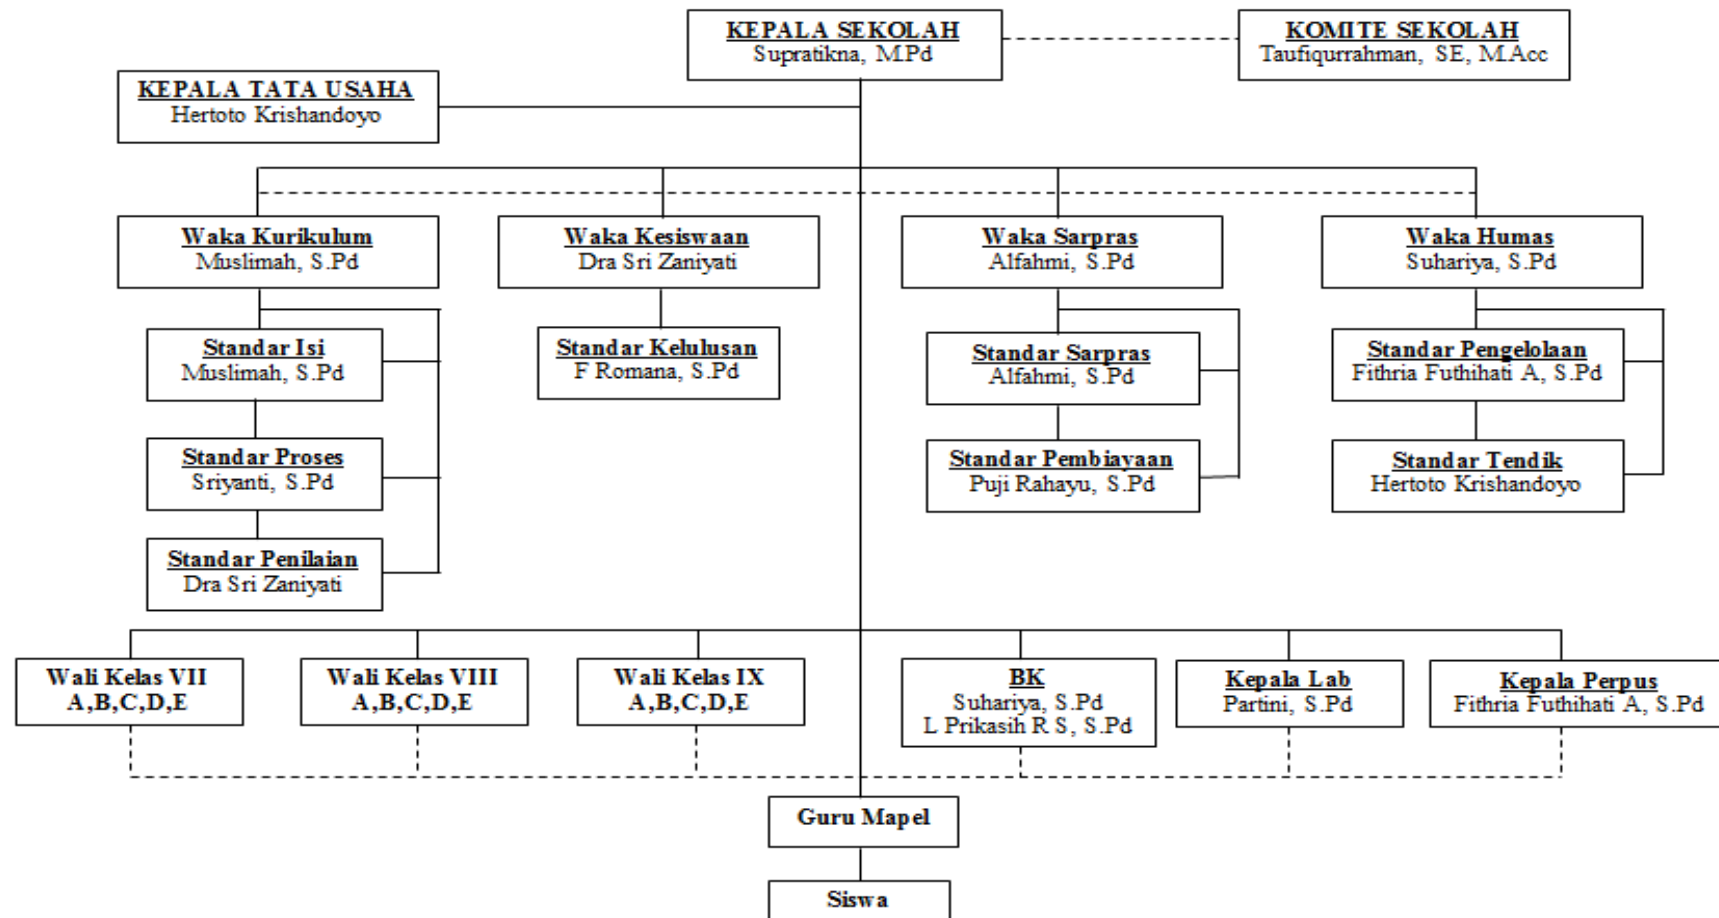 KEPALA SEKOLAH
Supratikna, M.Pd
KOMITE SEKOLAH
Taufiqurrahman, SE, M.Acc
KEPALA TATA USAHA
Hertoto Krishandoyo
Waka Kurikulum
Muslimah, S.Pd
Waka Kesiswaan
Dra Sri Zaniyati
Waka Sarpras
Alfahmi, S.Pd
Waka Humas
Suhariya, S.Pd
Standar Isi
Muslimah, S.Pd
Standar Kelulusan
F Romana, S.Pd
Standar Sarpras
Alfahmi, S.Pd
Standar Pengelolaan
Fithria Futhihati A, S.Pd
Standar Proses
Sriyanti, S.Pd
Standar Pembiayaan
Puji Rahayu, S.Pd
Standar Tendik
Hertoto Krishandoyo
Standar Penilaian
Dra Sri Zaniyati
Wali Kelas VII
A,B,C,D,E
Wali Kelas VIII
A,B,C,D,E
Wali Kelas IX
A,B,C,D,E
BK
Suhariya, S.Pd
L Prikasih R S, S.Pd
Kepala Lab
Partini, S.Pd
Kepala Perpus
Fithria Futhihati A, S.Pd
Guru Mapel
Siswa